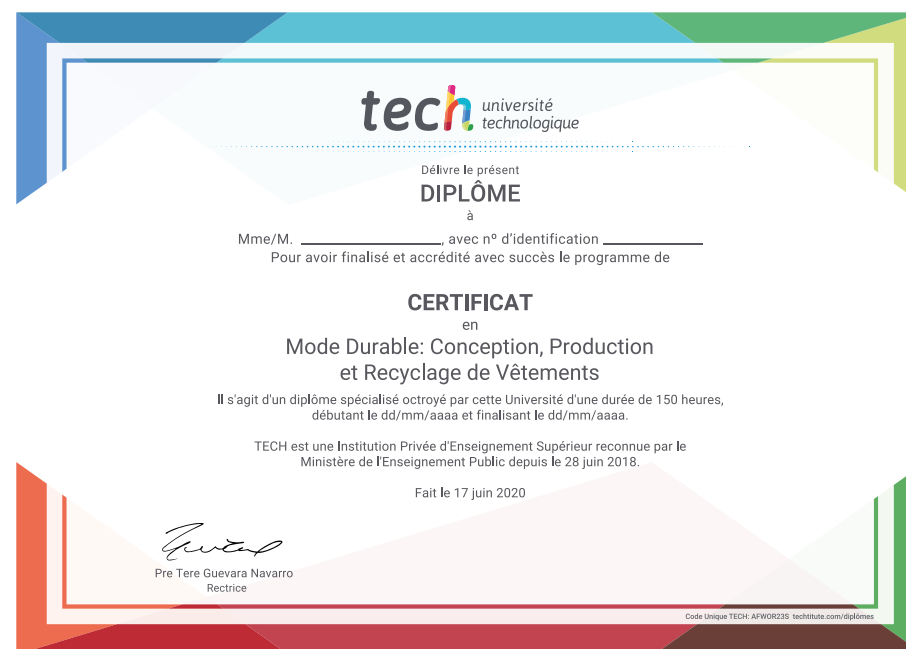 tech université
technologique
Délivre le présent
DIPLÔME
à
Mme/M. ____________________, avec nº d'identification ______________
Pour avoir finalisé et accrédité avec succès le programme de
CERTIFICAT
en
Mode Durable: Conception, Production
et Recyclage de Vêtements
Il s'agit d'un diplôme spécialisé octroyé par cette Université d'une durée de 150 heures,
débutant le dd/mm/aaaa et finalisant le dd/mm/aaaa.
TECH est une Institution Privée d'Enseignement Supérieur reconnue par le
Ministère de l'Enseignement Public depuis le 28 juin 2018.
Fait le 17 juin 2020
Pre Tere Guevara Navarro
Rectrice
Code Unique TECH: AFWOR23S techtitute.com/diplômes